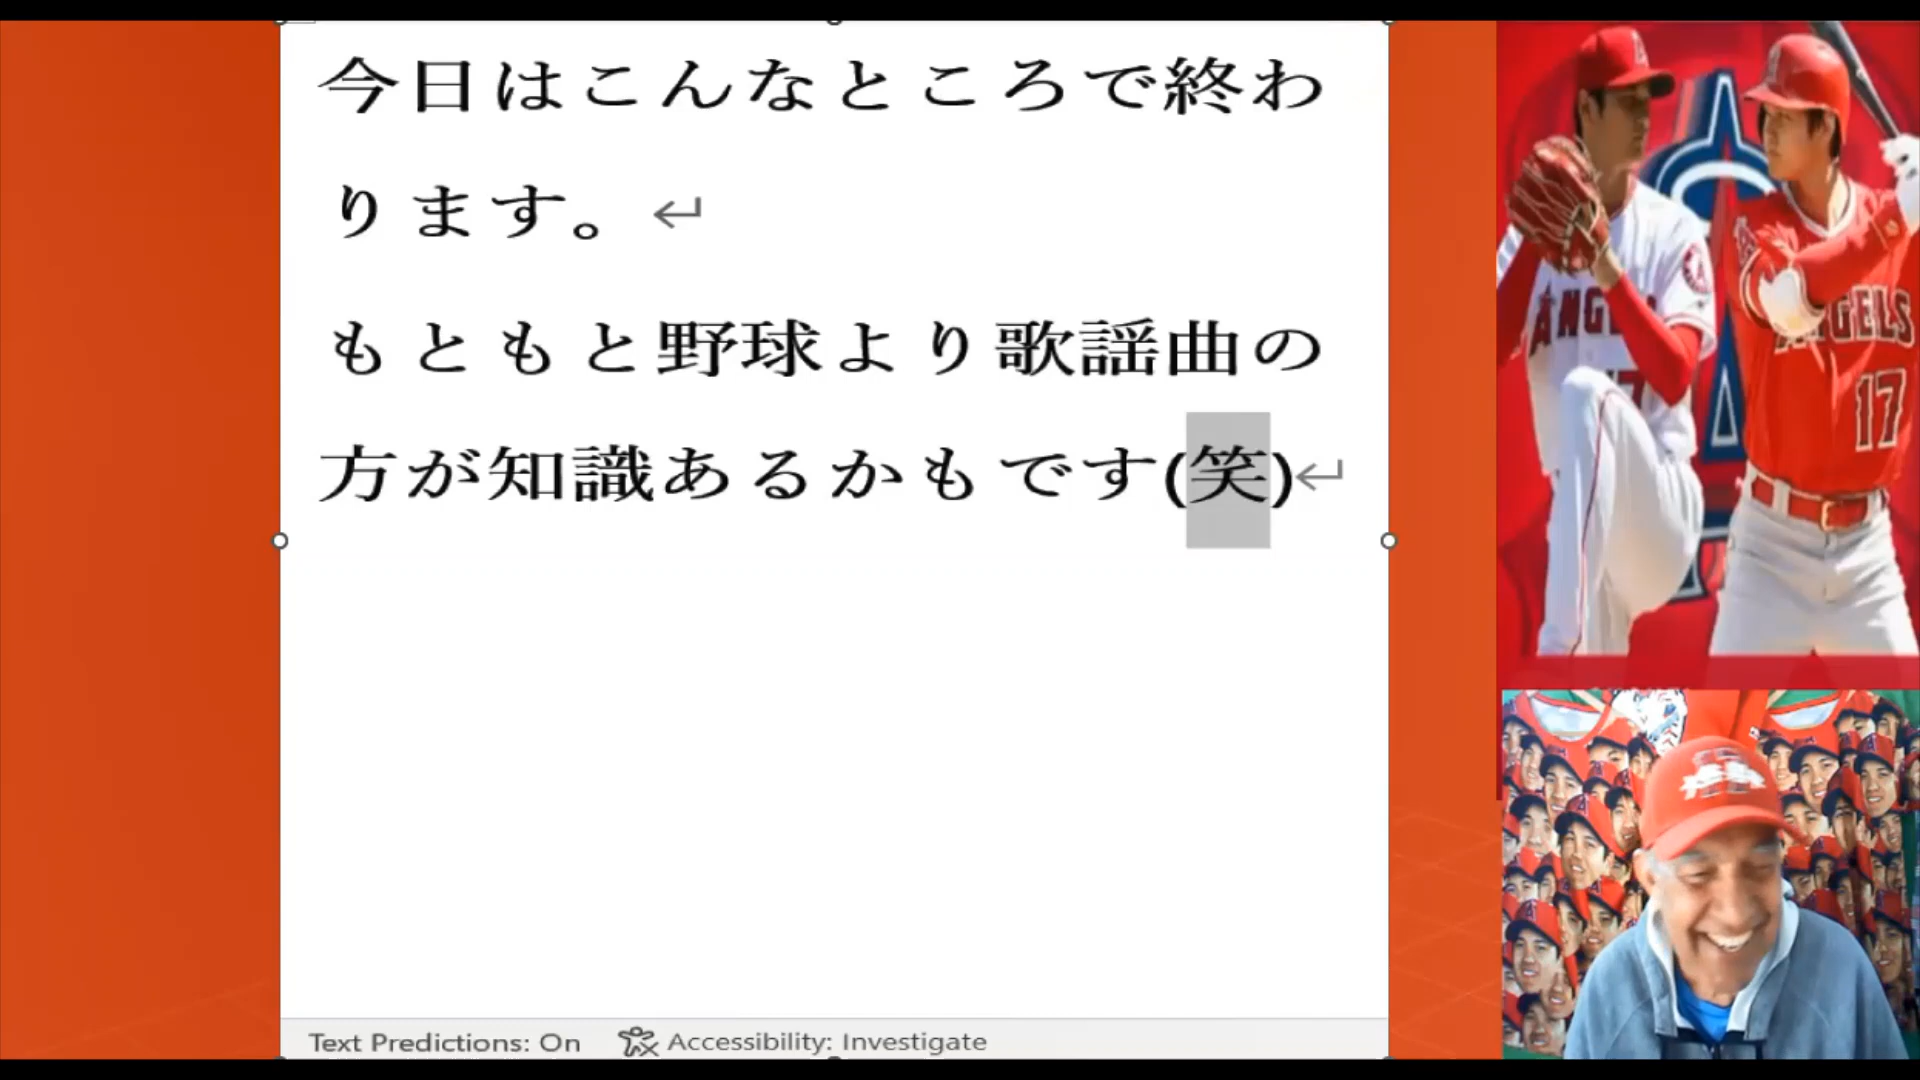 今日はこんなところで終わ
ります。
もともと野球より歌謡曲の
方が知識あるかもです(笑)
Text Predictions: On Accessibility: Investigate
ANGELS
17